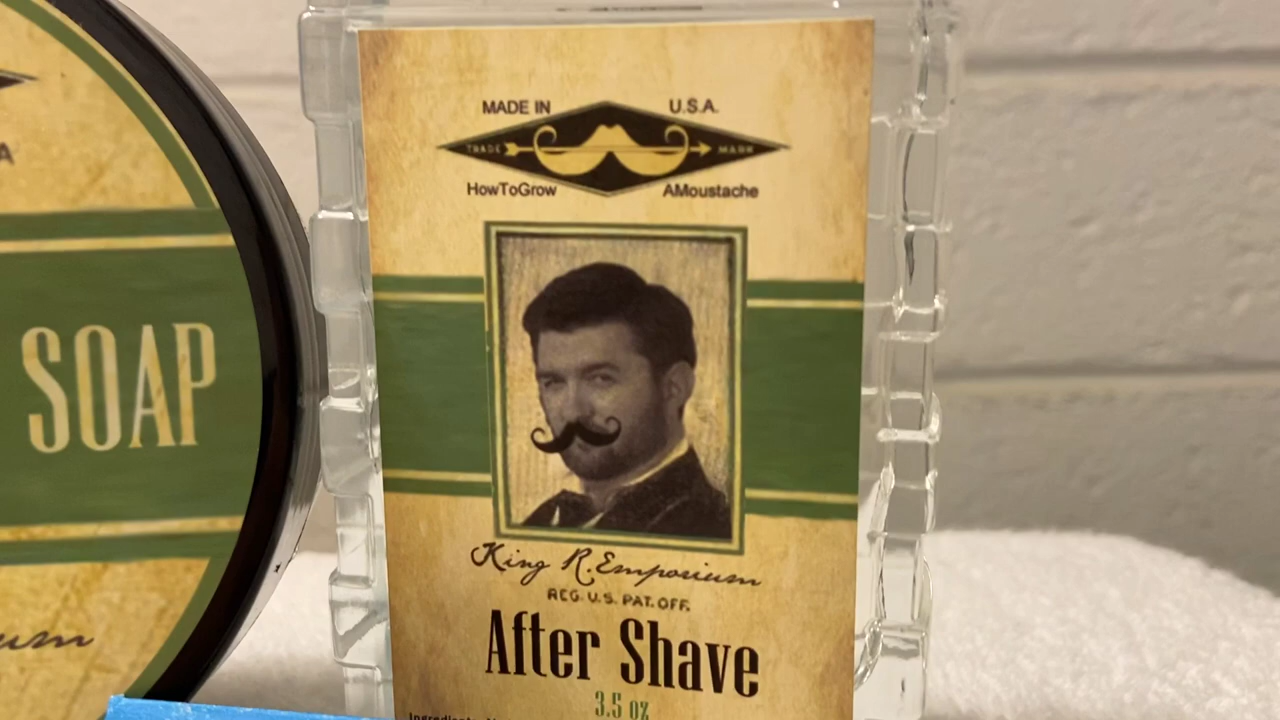 SOAP
MADE IN U.S.A.
TRADE MARK
HowToGrow AMoustache
King R. Emporium
REG. U.S. PAT. OFF.
After Shave
3.5 oz